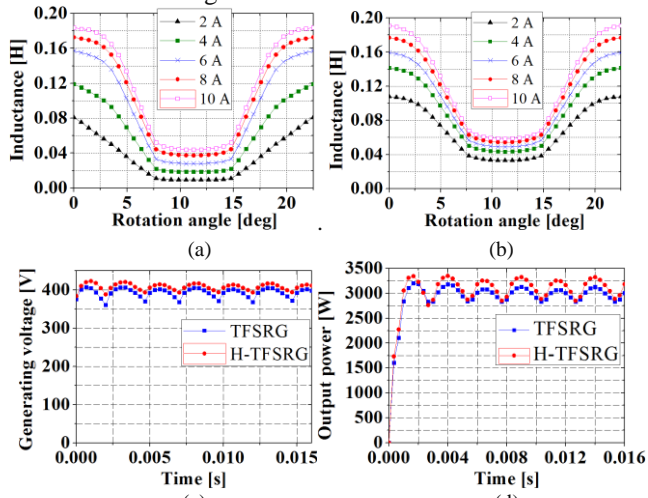 0.20
0.16
0.12
0.08
0.04
0.00
Inductance [H]
2 A
4 A
6 A
8 A
10 A
0 5 10 15 20
Rotation angle [deg]
(a)
0.20
0.16
0.12
0.08
0.04
0.00
Inductance [H]
2 A
4 A
6 A
8 A
10 A
0 5 10 15 20
Rotation angle [deg]
.
(b)
400
300
200
100
0
Generating voltage [V]
TFSRG
H-TFSRG
0.000 0.005 0.010 0.015
Time [s]
3500
3000
2500
2000
1500
1000
500
0
Output power [W]
TFSRG
H-TFSRG
0.000 0.004 0.008 0.012 0.016
Time [s]